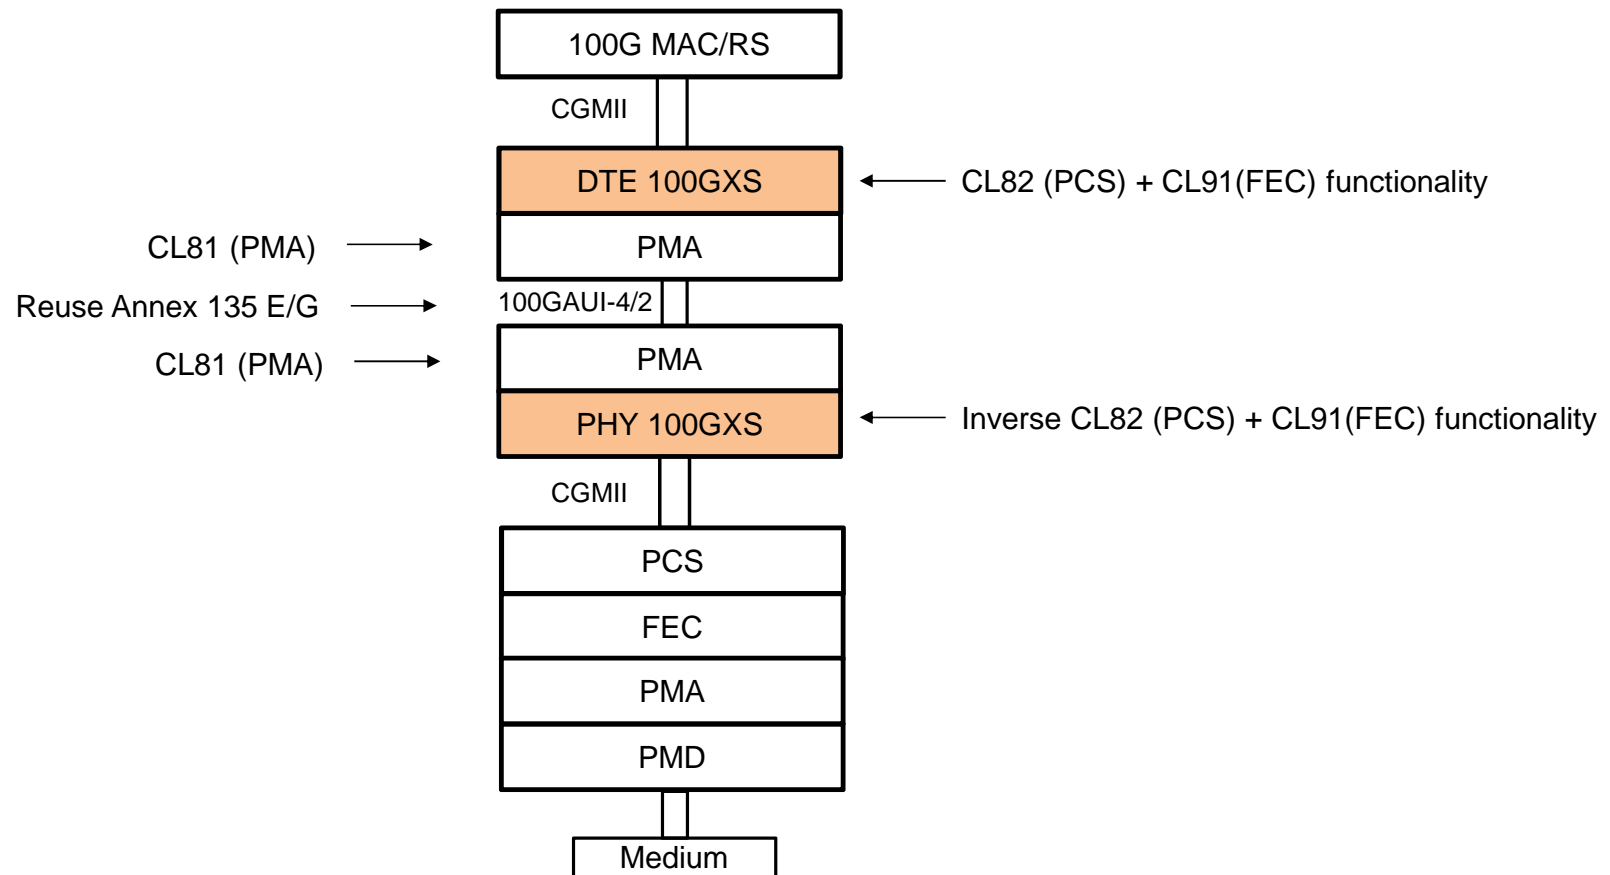 100G MAC/RS
CGMII
DTE 100GXS
CL82 (PCS) + CL91(FEC) functionality
CL81 (PMA)
PMA
Reuse Annex 135 E/G
100GAUI-4/2
CL81 (PMA)
PMA
PHY 100GXS
Inverse CL82 (PCS) + CL91(FEC) functionality
CGMII
PCS
FEC
PMA
PMD
Medium